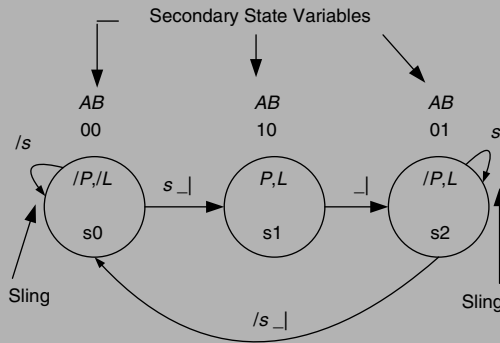 Secondary State Variables
AB AB AB
00 10 01
/s s
/P,/L P,L /P,L
s _| _|
s0 s1 s2
Sling Sling
/s _|